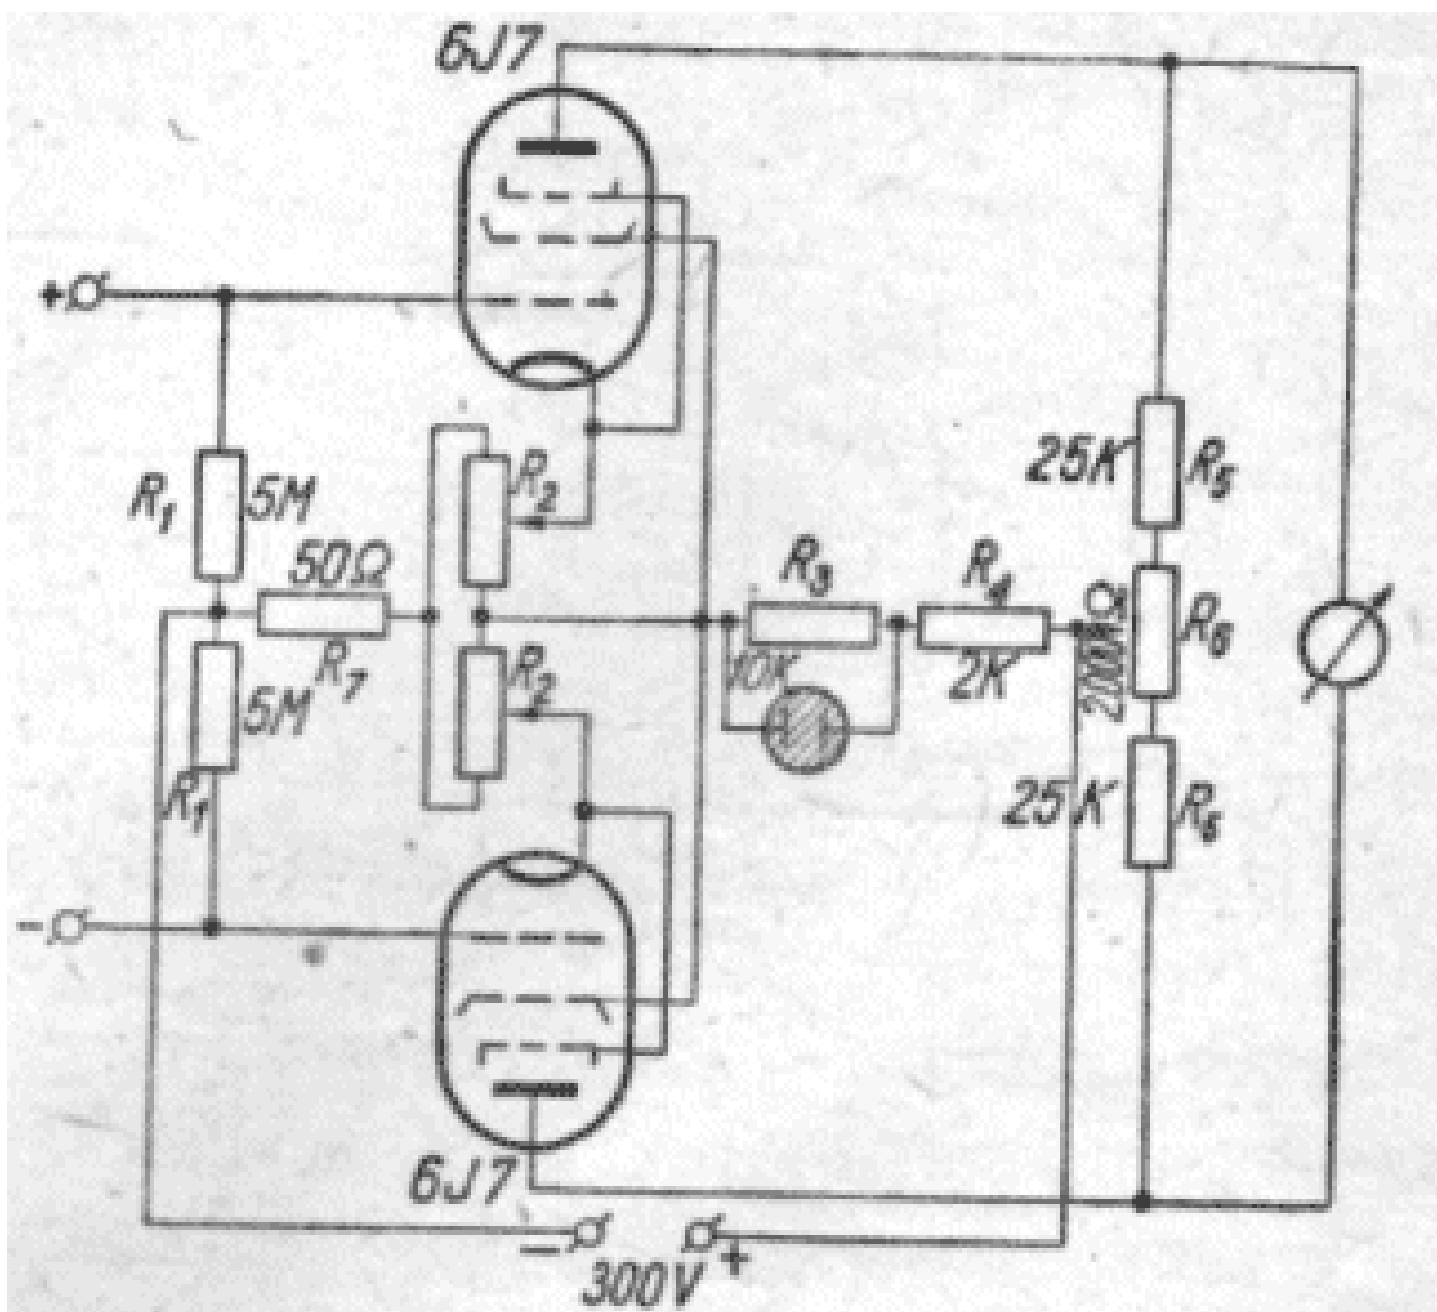 6J7
+
R₁ 5M
50Ω
R₇
5M
R₁
-
R₂
R₂
R₃
10K
R₄
2K
25K R₅
200kΩ R₆
25K R₅
6J7
- +
300V